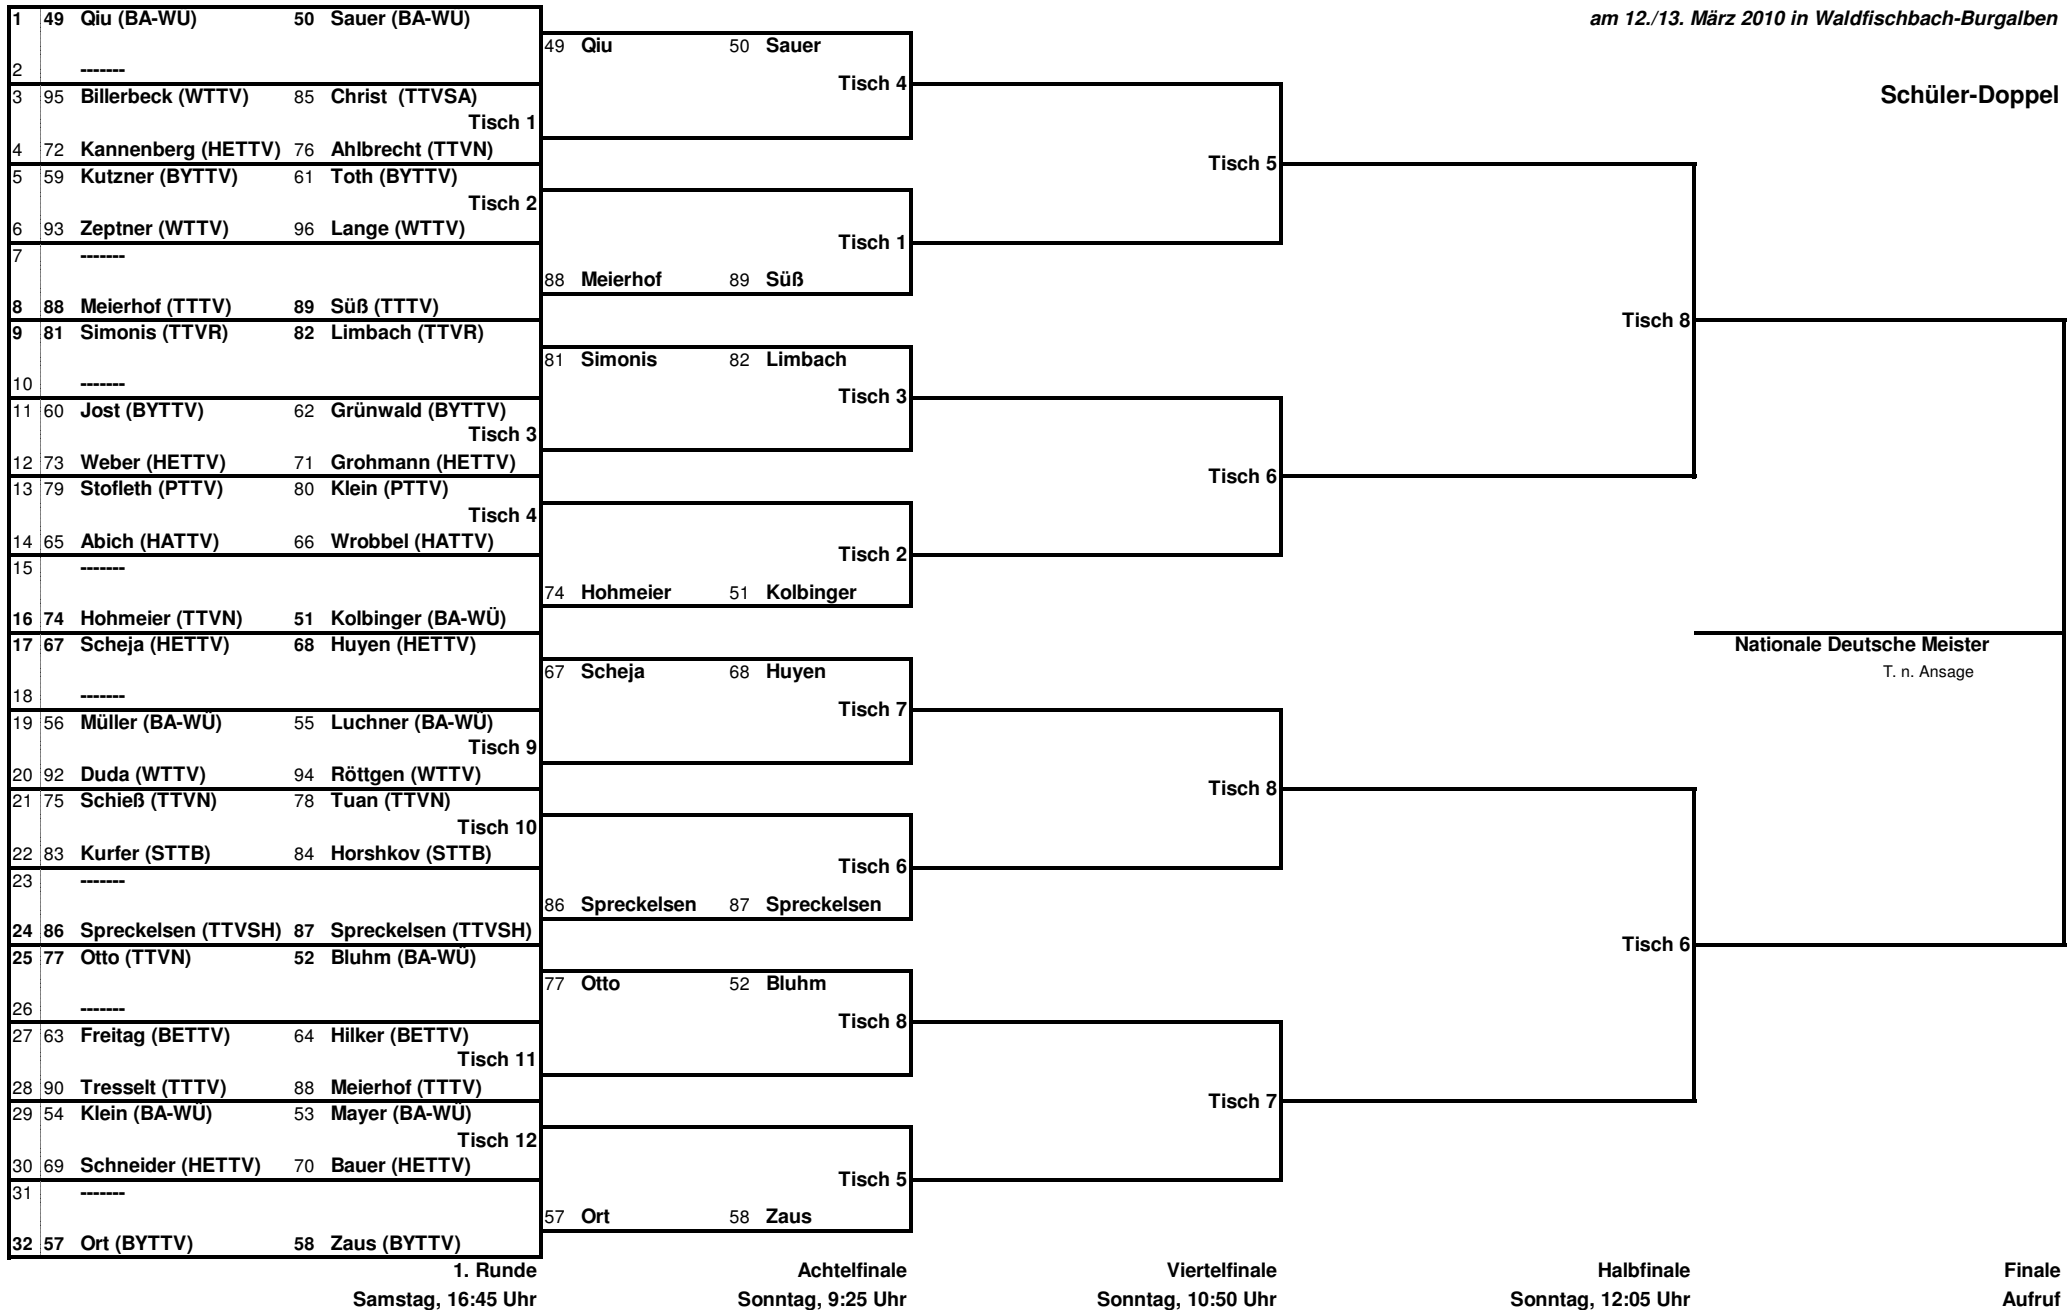 am 12./13. März 2010 in Waldfischbach-Burgalben
Schüler-Doppel
1 49 Qiu (BA-WÜ) 50 Sauer (BA-WÜ)
49 Qiu 50 Sauer
2 -------
Tisch 4
3 95 Billerbeck (WTTV) 85 Christ (TTVSA)
Tisch 1
4 72 Kannenberg (HETTV) 76 Ahlbrecht (TTVN)
Tisch 5
5 59 Kutzner (BYTTV) 61 Toth (BYTTV)
Tisch 2
6 93 Zeptner (WTTV) 96 Lange (WTTV)
Tisch 1
7 -------
88 Meierhof 89 Süß
8 88 Meierhof (TTTV) 89 Süß (TTTV)
Tisch 8
9 81 Simonis (TTVR) 82 Limbach (TTVR)
81 Simonis 82 Limbach
10 -------
Tisch 3
11 60 Jost (BYTTV) 62 Grünwald (BYTTV)
Tisch 3
12 73 Weber (HETTV) 71 Grohmann (HETTV)
Tisch 6
13 79 Stofleth (PTTV) 80 Klein (PTTV)
Tisch 4
14 65 Abich (HATTV) 66 Wrobbel (HATTV)
Tisch 2
15 -------
74 Hohmeier 51 Kolbinger
16 74 Hohmeier (TTVN) 51 Kolbinger (BA-WÜ)
17 67 Scheja (HETTV) 68 Huyen (HETTV)
Nationale Deutsche Meister
67 Scheja 68 Huyen
T. n. Ansage
18 -------
Tisch 7
19 56 Müller (BA-WÜ) 55 Luchner (BA-WÜ)
Tisch 9
20 92 Duda (WTTV) 94 Röttgen (WTTV)
Tisch 8
21 75 Schieß (TTVN) 78 Tuan (TTVN)
Tisch 10
22 83 Kurfer (STTB) 84 Horshkov (STTB)
Tisch 6
23 -------
86 Spreckelsen 87 Spreckelsen
24 86 Spreckelsen (TTVSH) 87 Spreckelsen (TTVSH)
Tisch 6
25 77 Otto (TTVN) 52 Bluhm (BA-WÜ)
77 Otto 52 Bluhm
26 -------
Tisch 8
27 63 Freitag (BETTV) 64 Hilker (BETTV)
Tisch 11
28 90 Tresselt (TTTV) 88 Meierhof (TTTV)
Tisch 7
29 54 Klein (BA-WÜ) 53 Mayer (BA-WÜ)
Tisch 12
30 69 Schneider (HETTV) 70 Bauer (HETTV)
Tisch 5
31 -------
57 Ort 58 Zaus
32 57 Ort (BYTTV) 58 Zaus (BYTTV)
1. Runde Achtelfinale Viertelfinale Halbfinale Finale
Samstag, 16:45 Uhr Sonntag, 9:25 Uhr Sonntag, 10:50 Uhr Sonntag, 12:05 Uhr Aufruf